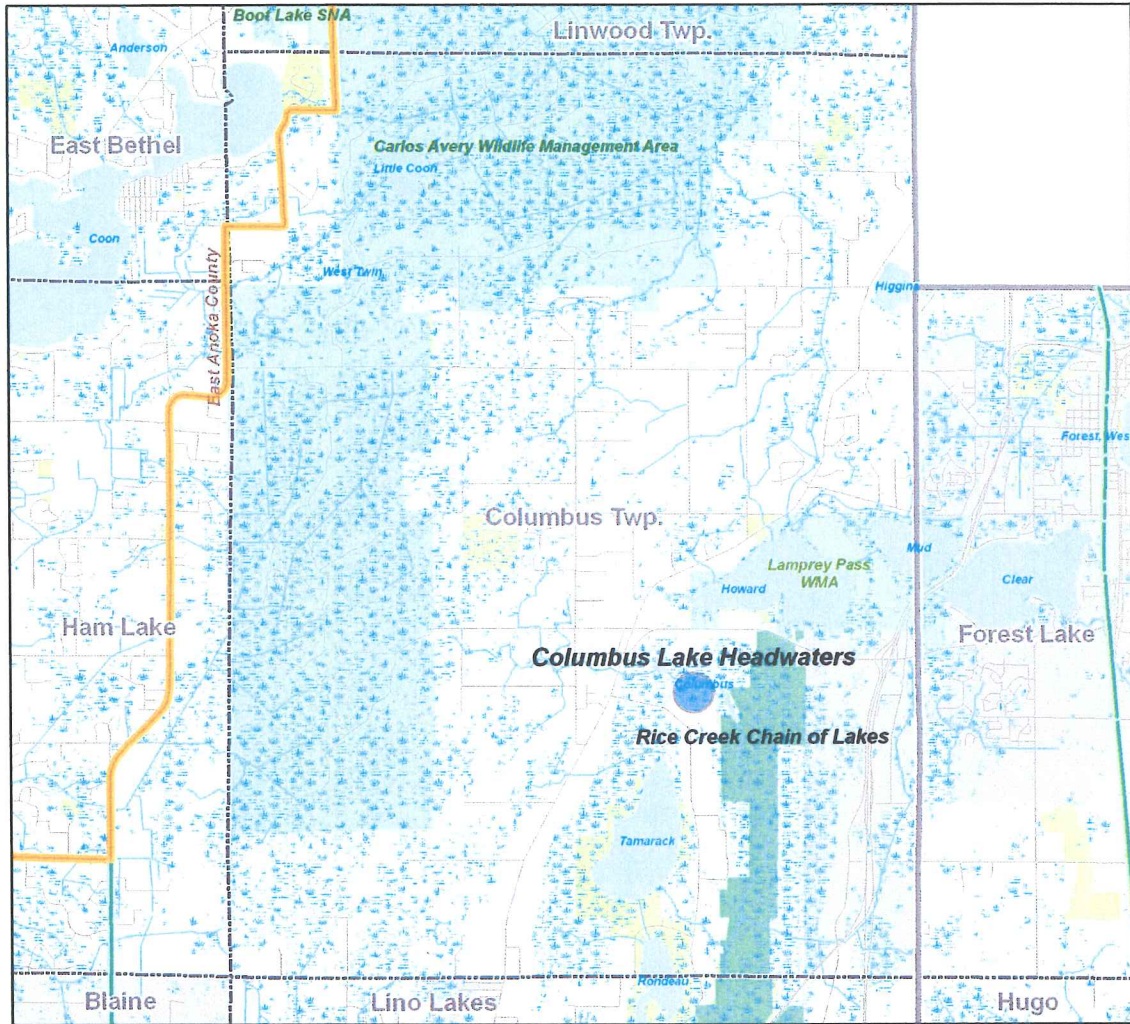 Boot Lake SNA
Linwood Twp.
Anderson
East Bethel
Carlos Avery Wildlife Management Area
Little Coon
Coon
West Twin
East Anoka County
Higgins
Forest, Wes
Columbus Twp.
Mud
Lamprey Pass
WMA
Howard
Clear
Ham Lake
Forest Lake
Columbus Lake Headwaters
Columbus
Rice Creek Chain of Lakes
Tamarack
Rondeau
Blaine
Lino Lakes
Hugo